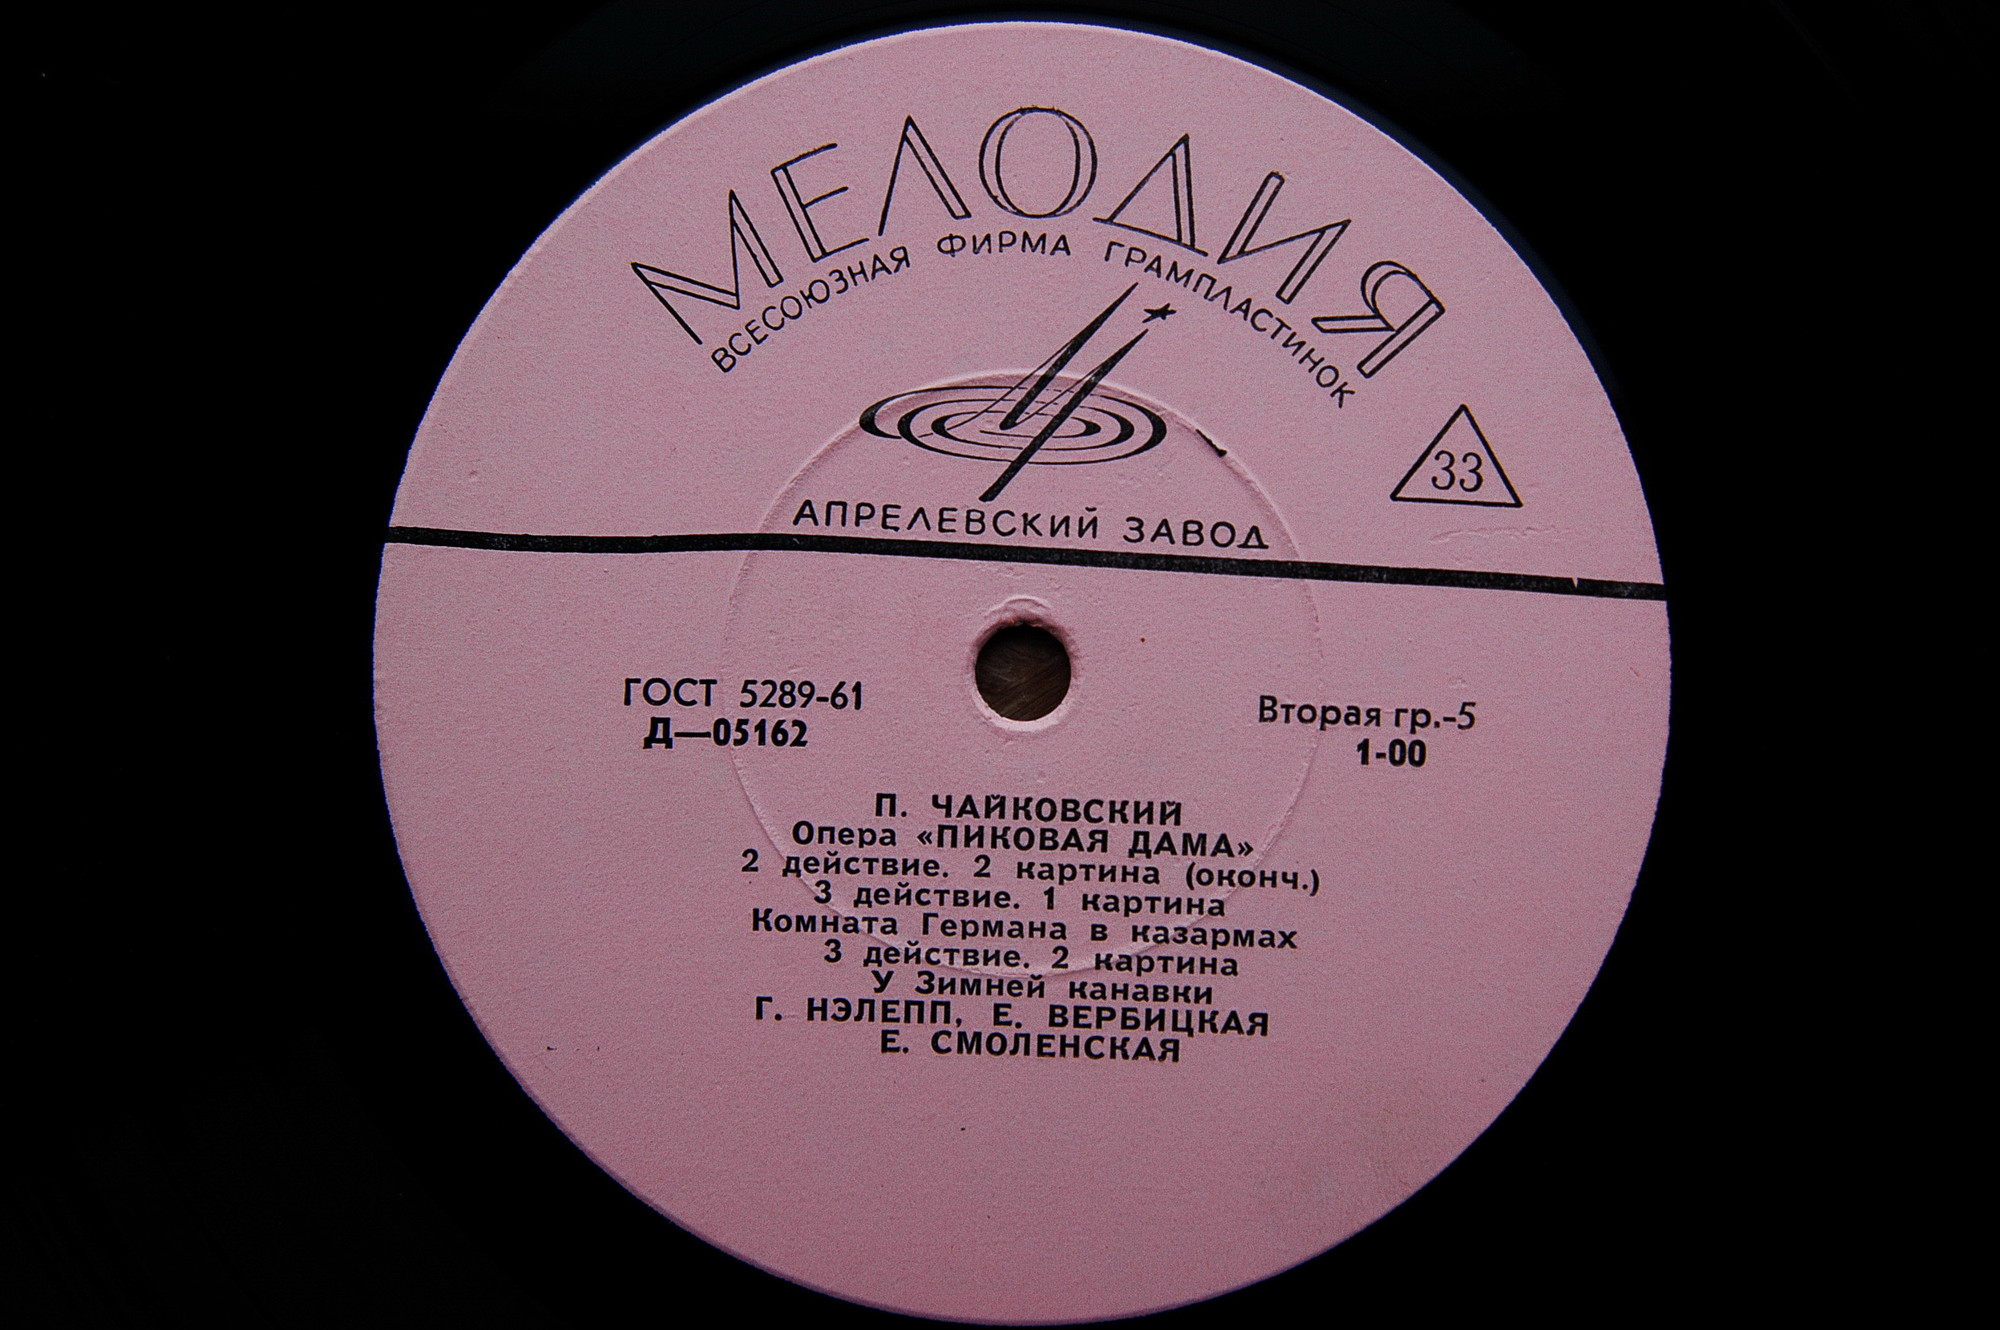 МЕЛОДИЯ
ВСЕСОЮЗНАЯ ФИРМА ГРАМПЛАСТИНОК
33
АПРЕЛЕВСКИЙ ЗАВОД
ГОСТ 5289-61
Д—05162
Вторая гр.-5
1-00
П. ЧАЙКОВСКИЙ
Опера «ПИКОВАЯ ДАМА»
2 действие. 2 картина (оконч.)
3 действие. 1 картина
Комната Германа в казармах
3 действие. 2 картина
У Зимней канавки
Г. НЭЛЕПП, Е. ВЕРБИЦКАЯ
Е. СМОЛЕНСКАЯ